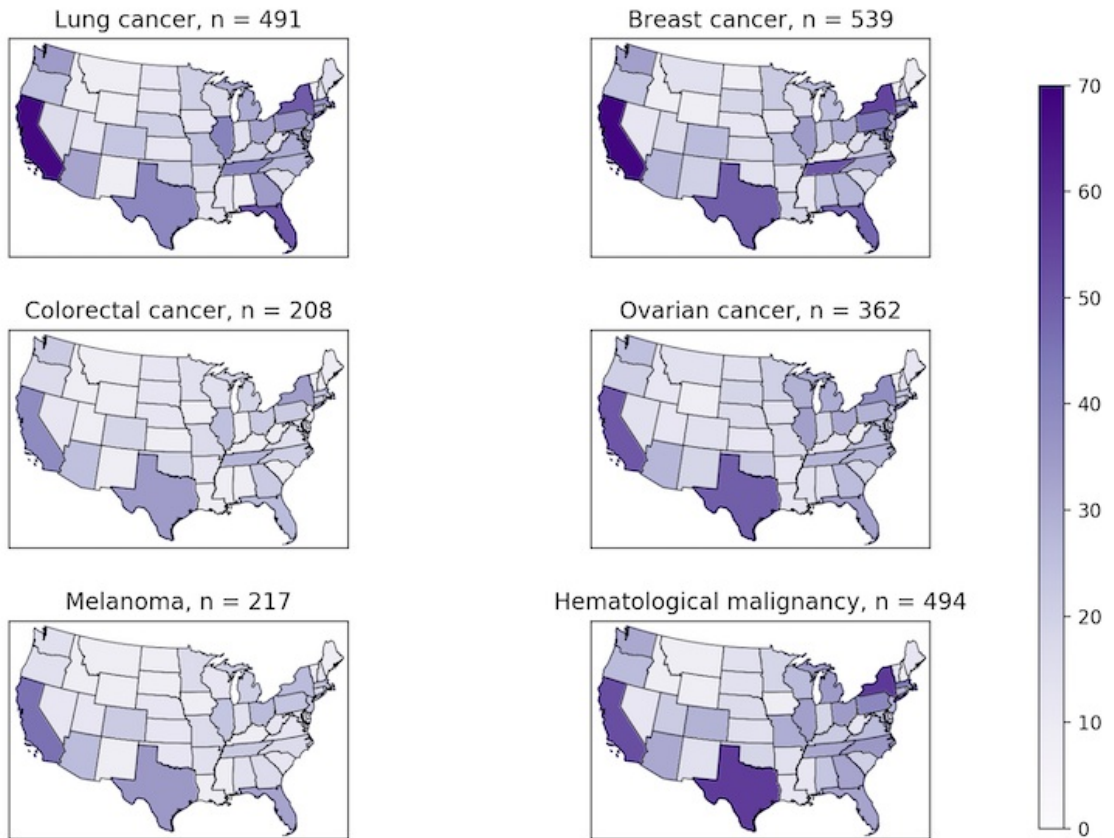 Lung cancer, n = 491
Breast cancer, n = 539
Colorectal cancer, n = 208
Ovarian cancer, n = 362
Melanoma, n = 217
Hematological malignancy, n = 494
70
60
50
40
30
20
10
0